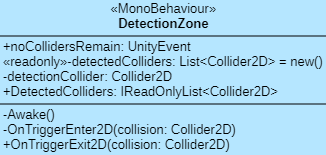 «MonoBehaviour»
DetectionZone
+noCollidersRemain: UnityEvent
«readonly»-detectedColliders: List<Collider2D> = new()
-detectionCollider: Collider2D
+DetectedColliders: IReadOnlyList<Collider2D>
-Awake()
-OnTriggerEnter2D(collision: Collider2D)
+OnTriggerExit2D(collision: Collider2D)